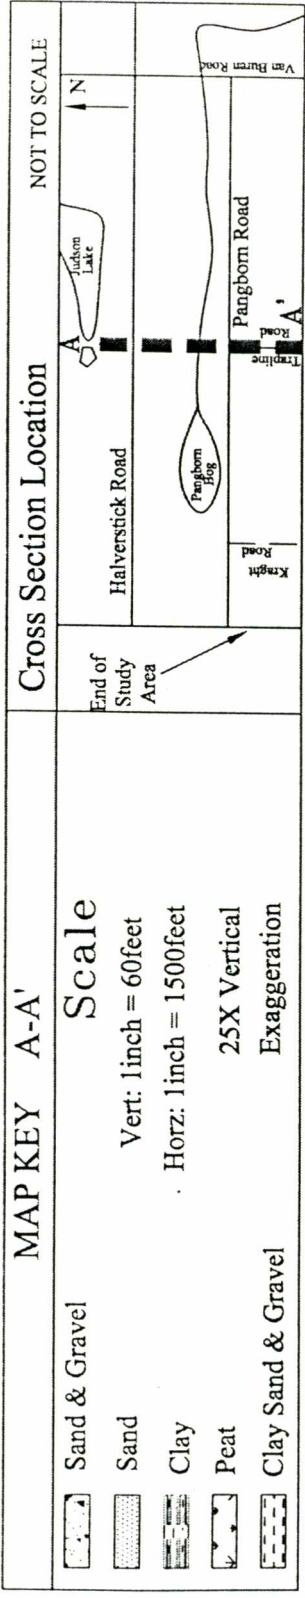 MAP KEY A-A'
Sand & Gravel
Sand
Clay
Peat
Clay Sand & Gravel
Scale
Vert: 1inch = 60feet
Horz: 1inch = 1500feet
25X Vertical
Exaggeration
Cross Section Location
NOT TO SCALE
End of
Study
Area
Halverstick Road
A
Judson
Lake
N
Pangborn
Bog
Kraght
Road
Pangborn Road
Trapline
Road
A'
Van Buren Road